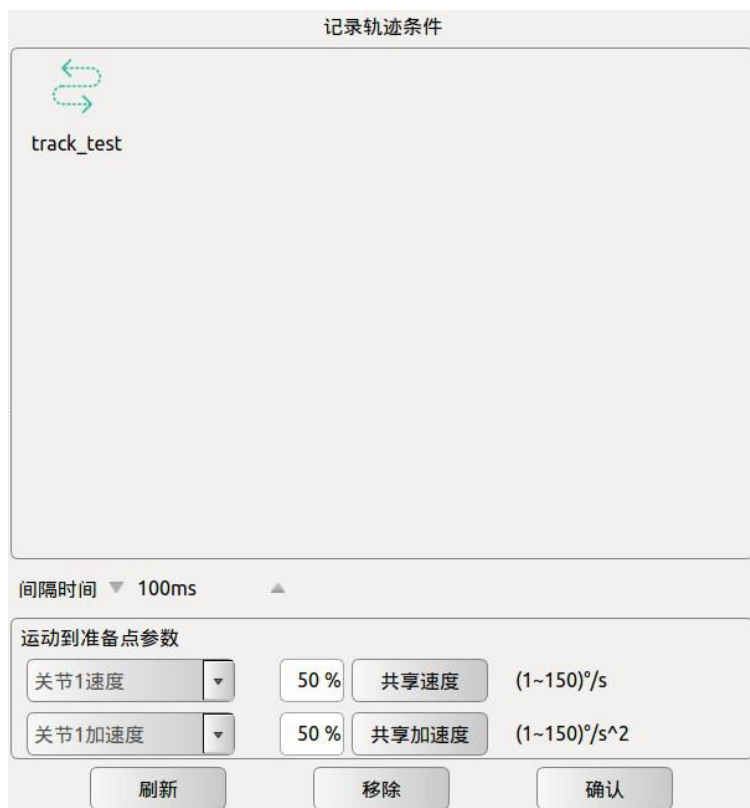 记录轨迹条件
track_test
间隔时间 100ms
运动到准备点参数
关节1速度 50 % 共享速度 (1~150)°/s
关节1加速度 50 % 共享加速度 (1~150)°/s^2
刷新 移除 确认